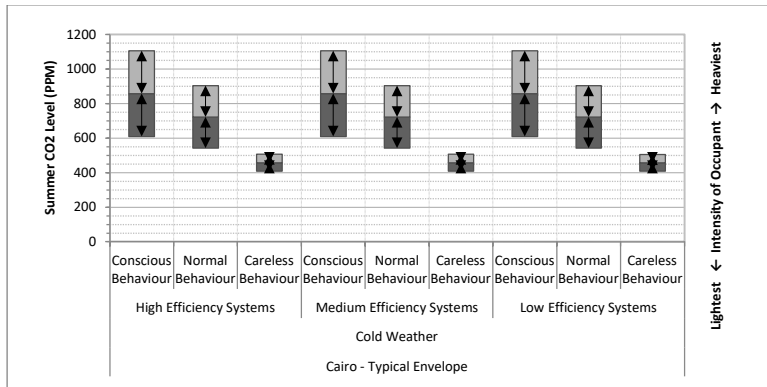 Summer CO2 Level (PPM)
1200
1000
800
600
400
200
0
Conscious Behaviour
Normal Behaviour
Careless Behaviour
Conscious Behaviour
Normal Behaviour
Careless Behaviour
Conscious Behaviour
Normal Behaviour
Careless Behaviour
High Efficiency Systems
Medium Efficiency Systems
Low Efficiency Systems
Cold Weather
Cairo - Typical Envelope
Lightest ← Intensity of Occupant → Heaviest